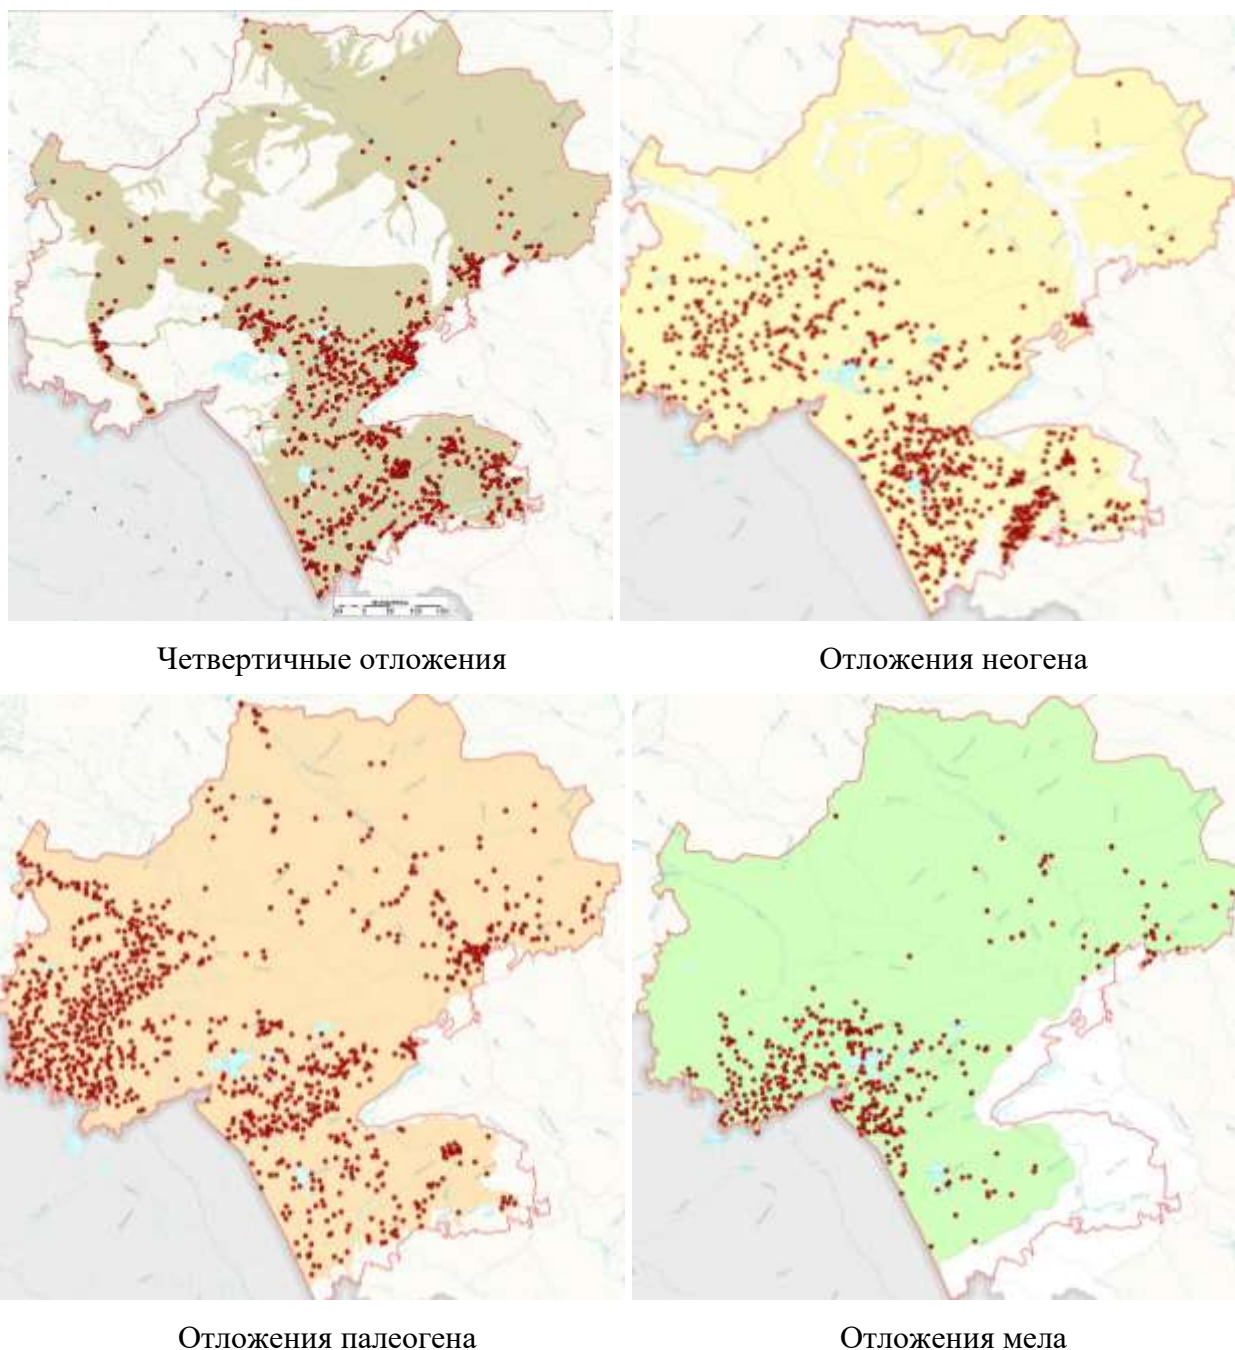 Четвертичные отложения
Отложения неогена
Отложения палеогена
Отложения мела